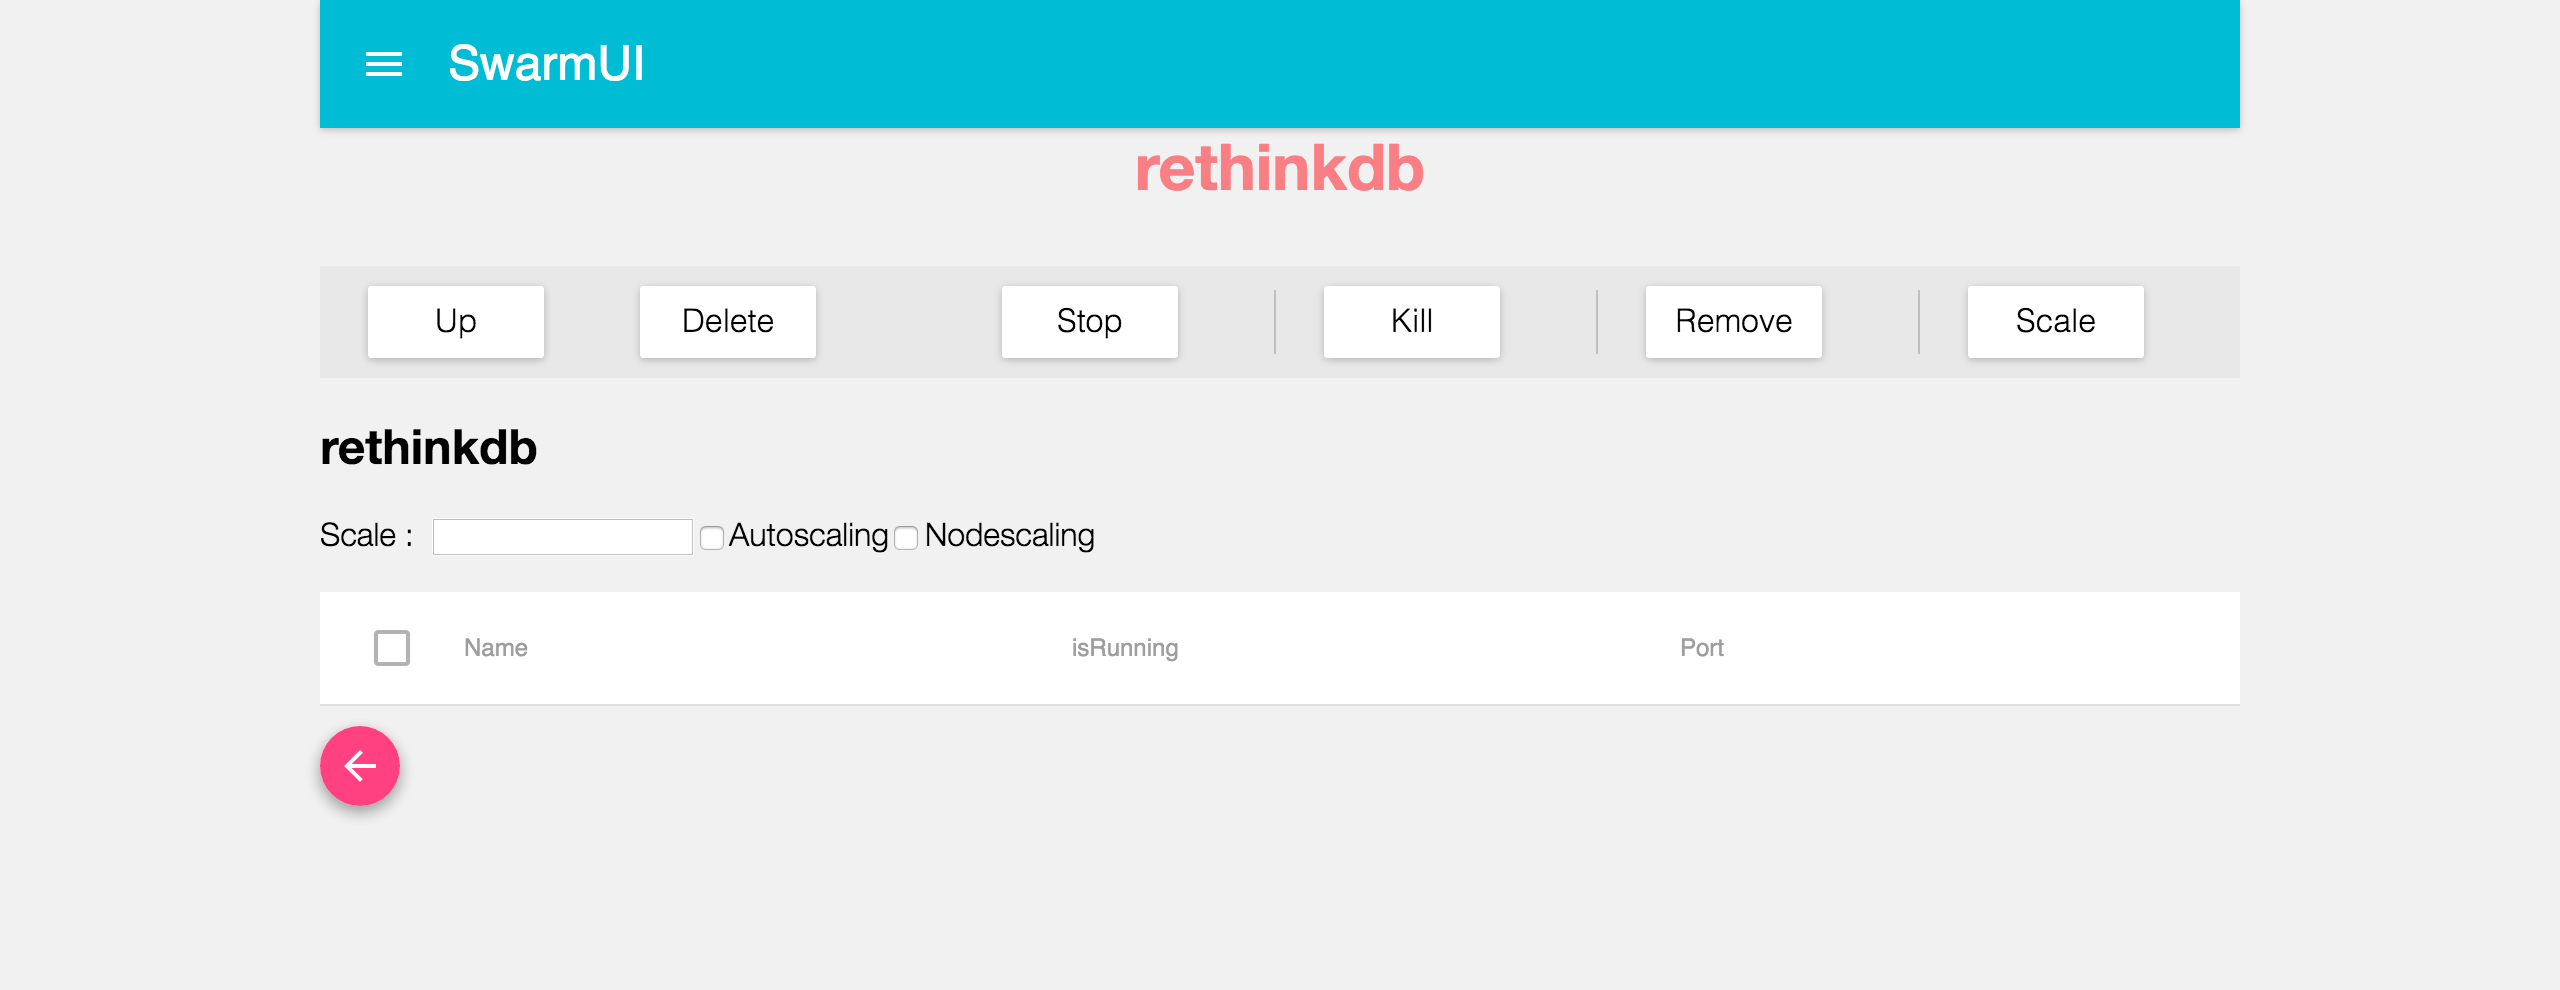 SwarmUI
rethinkdb
Up Delete Stop Kill Remove Scale
rethinkdb
Scale : Autoscaling Nodescaling
Name isRunning Port